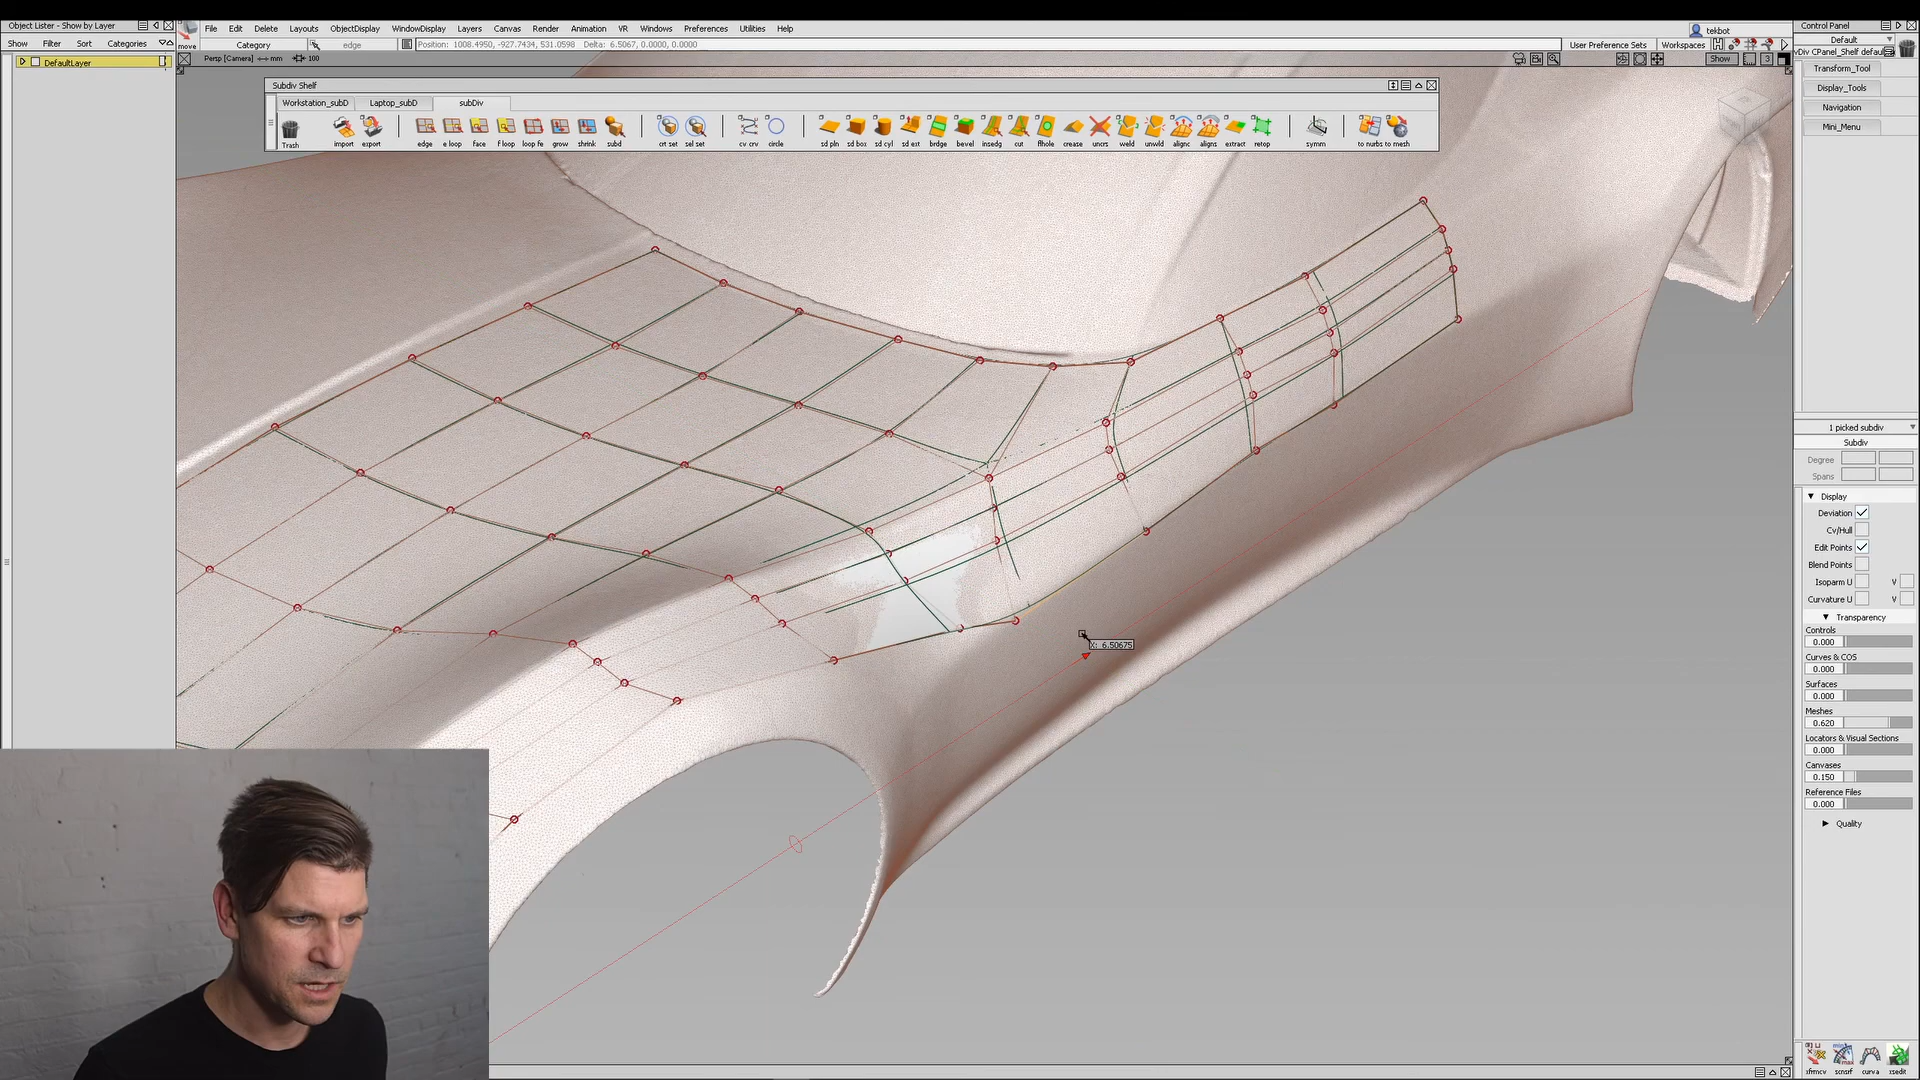 Object Lister - Show by Layer
Show Filter Sort Categories
DefaultLayer
File Edit Delete Layouts ObjectDisplay WindowDisplay Layers Canvas Render Animation VR Windows Preferences Utilities Help
tekbot
move
Category edge
Position: 1008.4950, -927.7434, 531.0598 Delta: 6.5067, 0.0000, 0.0000
User Preference Sets Workspaces
Persp [Camera] mm 100
Show 3
Subdiv Shelf
Workstation_subD Laptop_subD subDiv
Trash import export edge e loop face f loop loop fe grow shrink subd crt set sel set cv crv circle sd pln sd box sd cyl sd ext brdge bevel insedg cut flhole crease uncrs weld unwld alignc aligns extract retop symm to nurbs to mesh
X: 6.50675
Control Panel
Default
Transform_Tool
Display_Tools
Navigation
Mini_Menu
1 picked subdiv
Subdiv
Degree
Spans
Display
Deviation
Cv/Hull
Edit Points
Blend Points
Isoparm U V
Curvature U V
Transparency
Controls
0.000
Curves & COS
0.000
Surfaces
0.000
Meshes
0.620
Locators & Visual Sections
0.000
Canvases
0.150
Reference Files
0.000
Quality
xfrmcv scnsrf curva xsedit